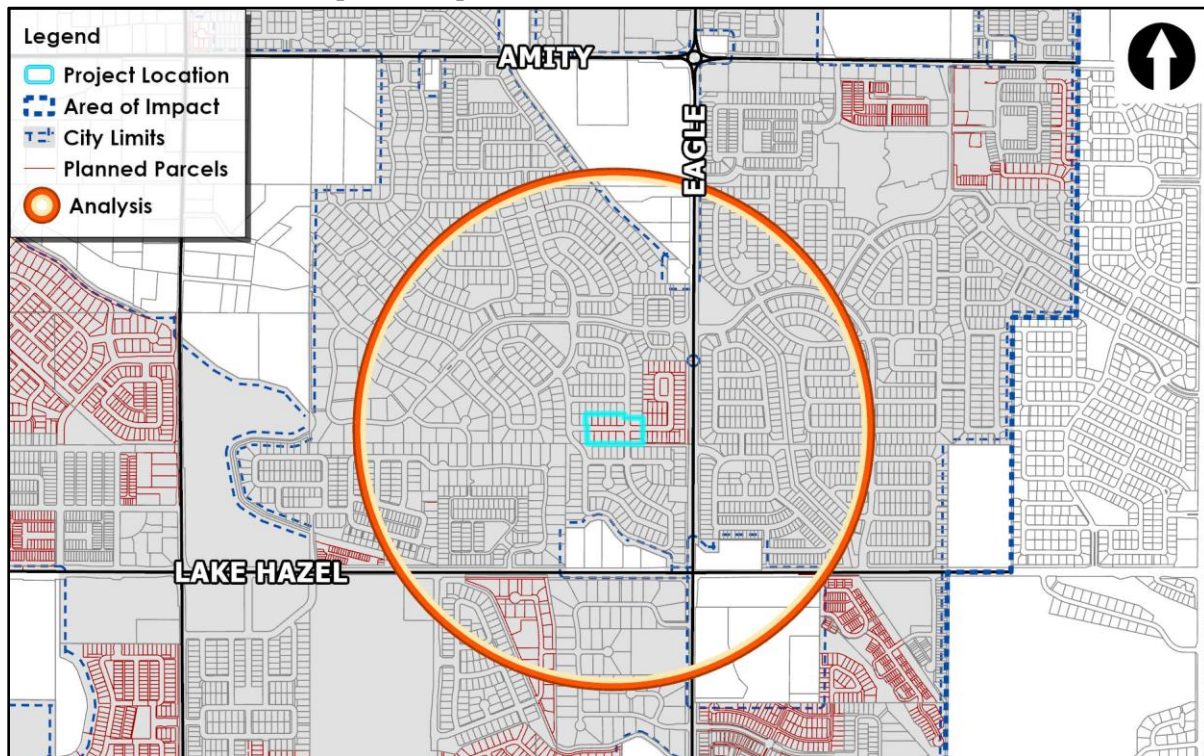 Legend
Project Location
Area of Impact
City Limits
Planned Parcels
Analysis
AMITY
EAGLE
LAKE HAZEL